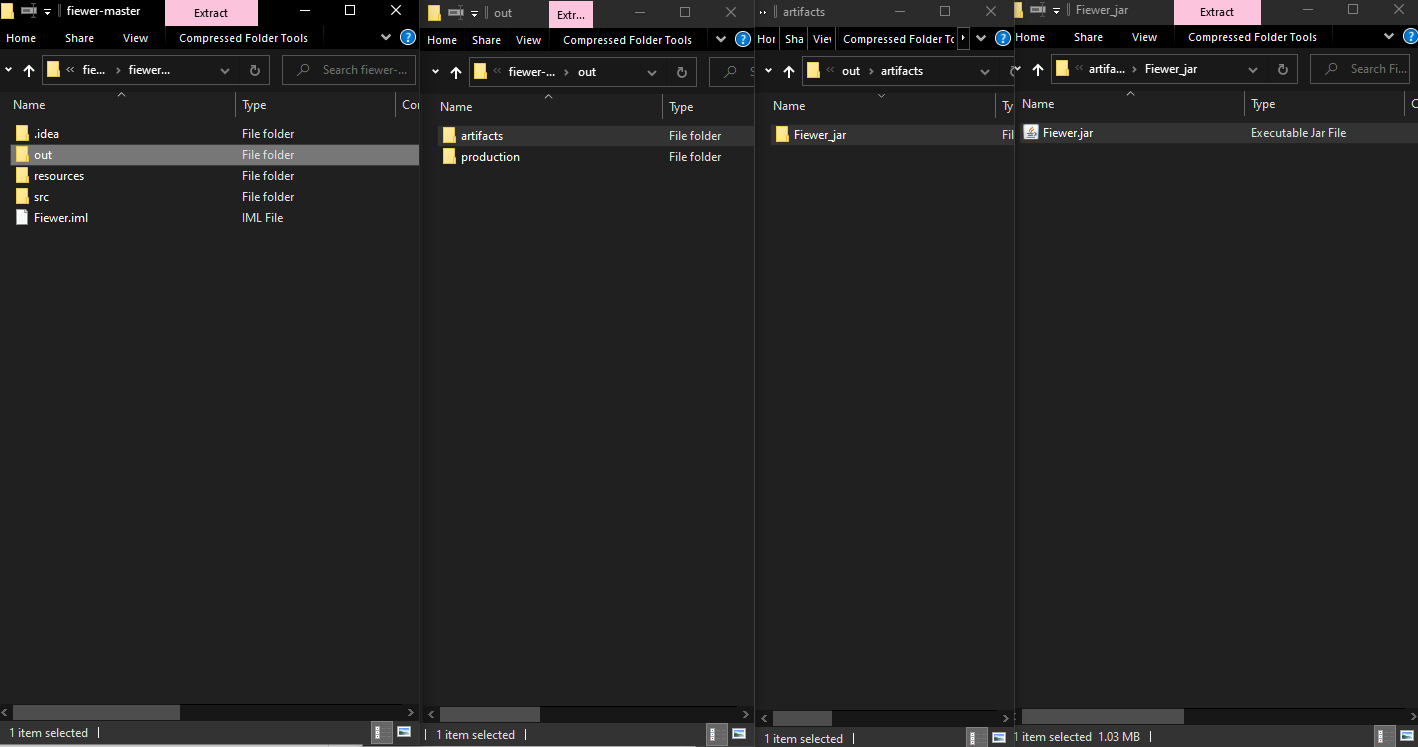 fiewer-master
Extract
Home
Share
View
Compressed Folder Tools
fie...
fiewer...
Search fiewer-...
Name
Type
.idea
File folder
out
File folder
resources
File folder
src
File folder
Fiewer.iml
IML File
1 item selected
out
Extr...
Home
Share
View
Compressed Folder Tools
fiewer-...
out
Name
Type
artifacts
File folder
production
File folder
1 item selected
artifacts
Hor
Sha
Viev
Compressed Folder Tc
out
artifacts
Name
Ty
Fiewer_jar
Fil
1 item selected
Fiewer_jar
Extract
Home
Share
View
Compressed Folder Tools
artifa...
Fiewer_jar
Search Fi...
Name
Type
Fiewer.jar
Executable Jar File
1 item selected 1.03 MB